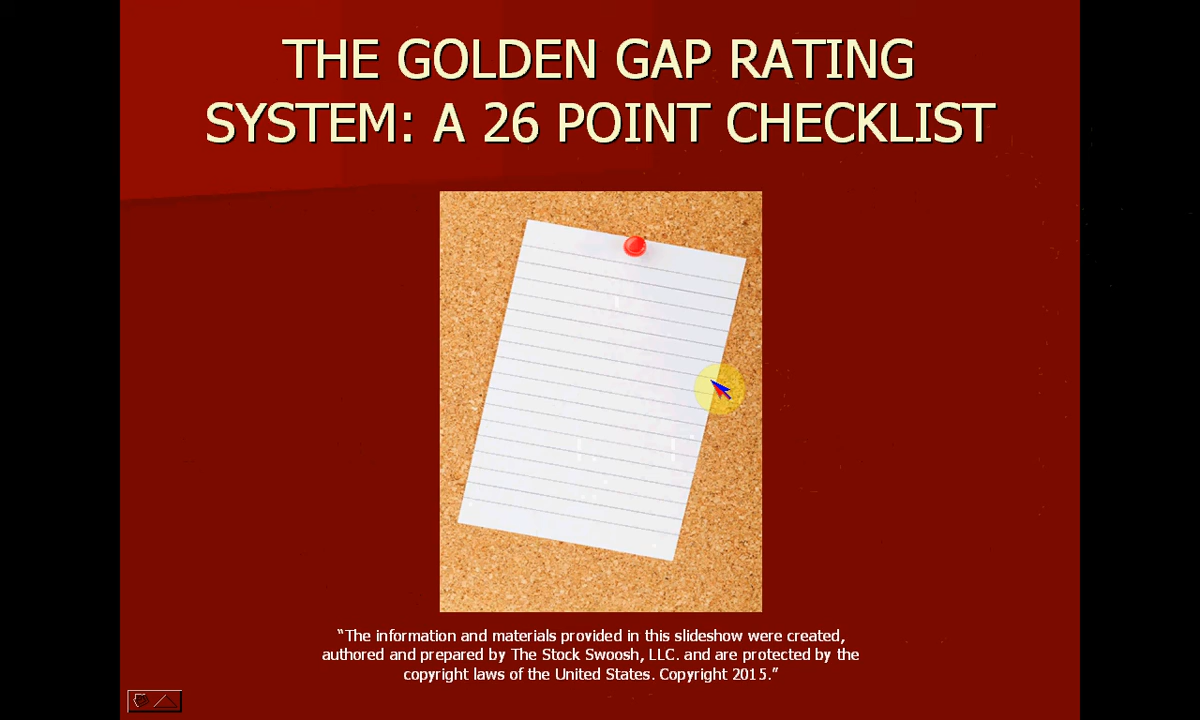 THE GOLDEN GAP RATING
SYSTEM: A 26 POINT CHECKLIST
“The information and materials provided in this slideshow were created,
authored and prepared by The Stock Swoosh, LLC. and are protected by the
copyright laws of the United States. Copyright 2015.”